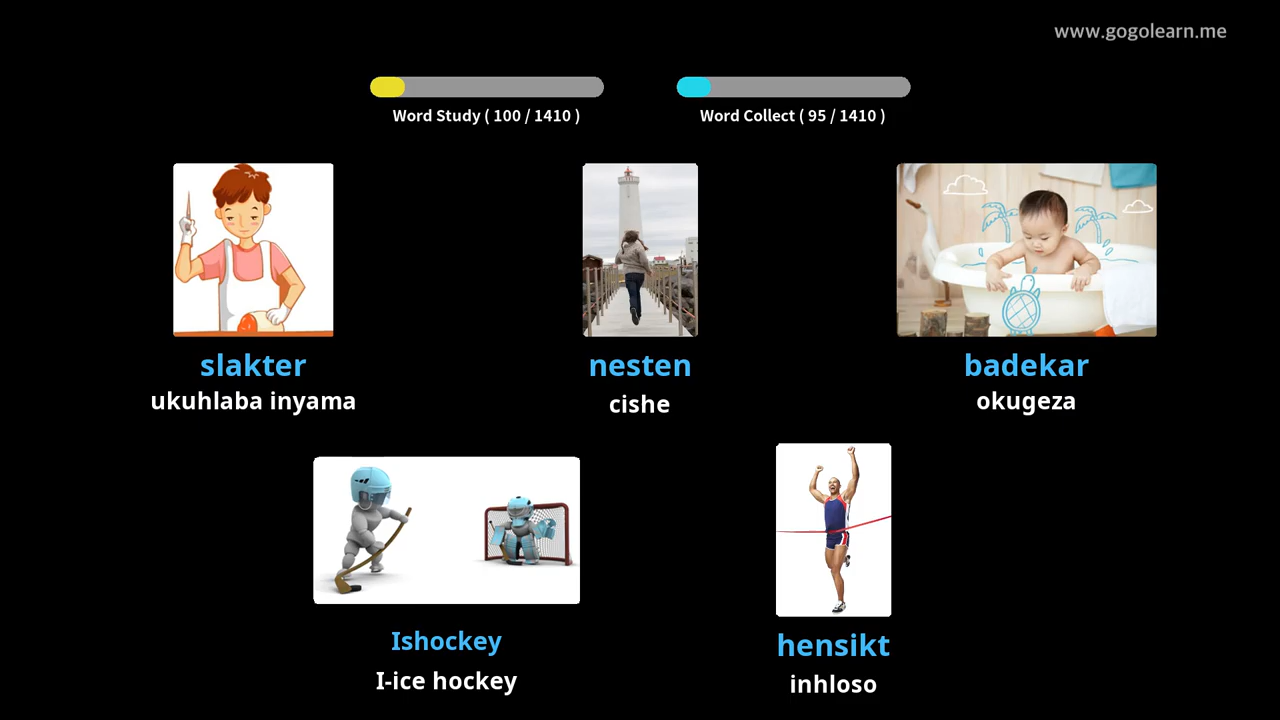 www.gogolearn.me
Word Study ( 100 / 1410 )
Word Collect ( 95 / 1410 )
slakter
ukuhlaba inyama
nesten
cishe
badekar
okugeza
Ishockey
I-ice hockey
hensikt
inhloso